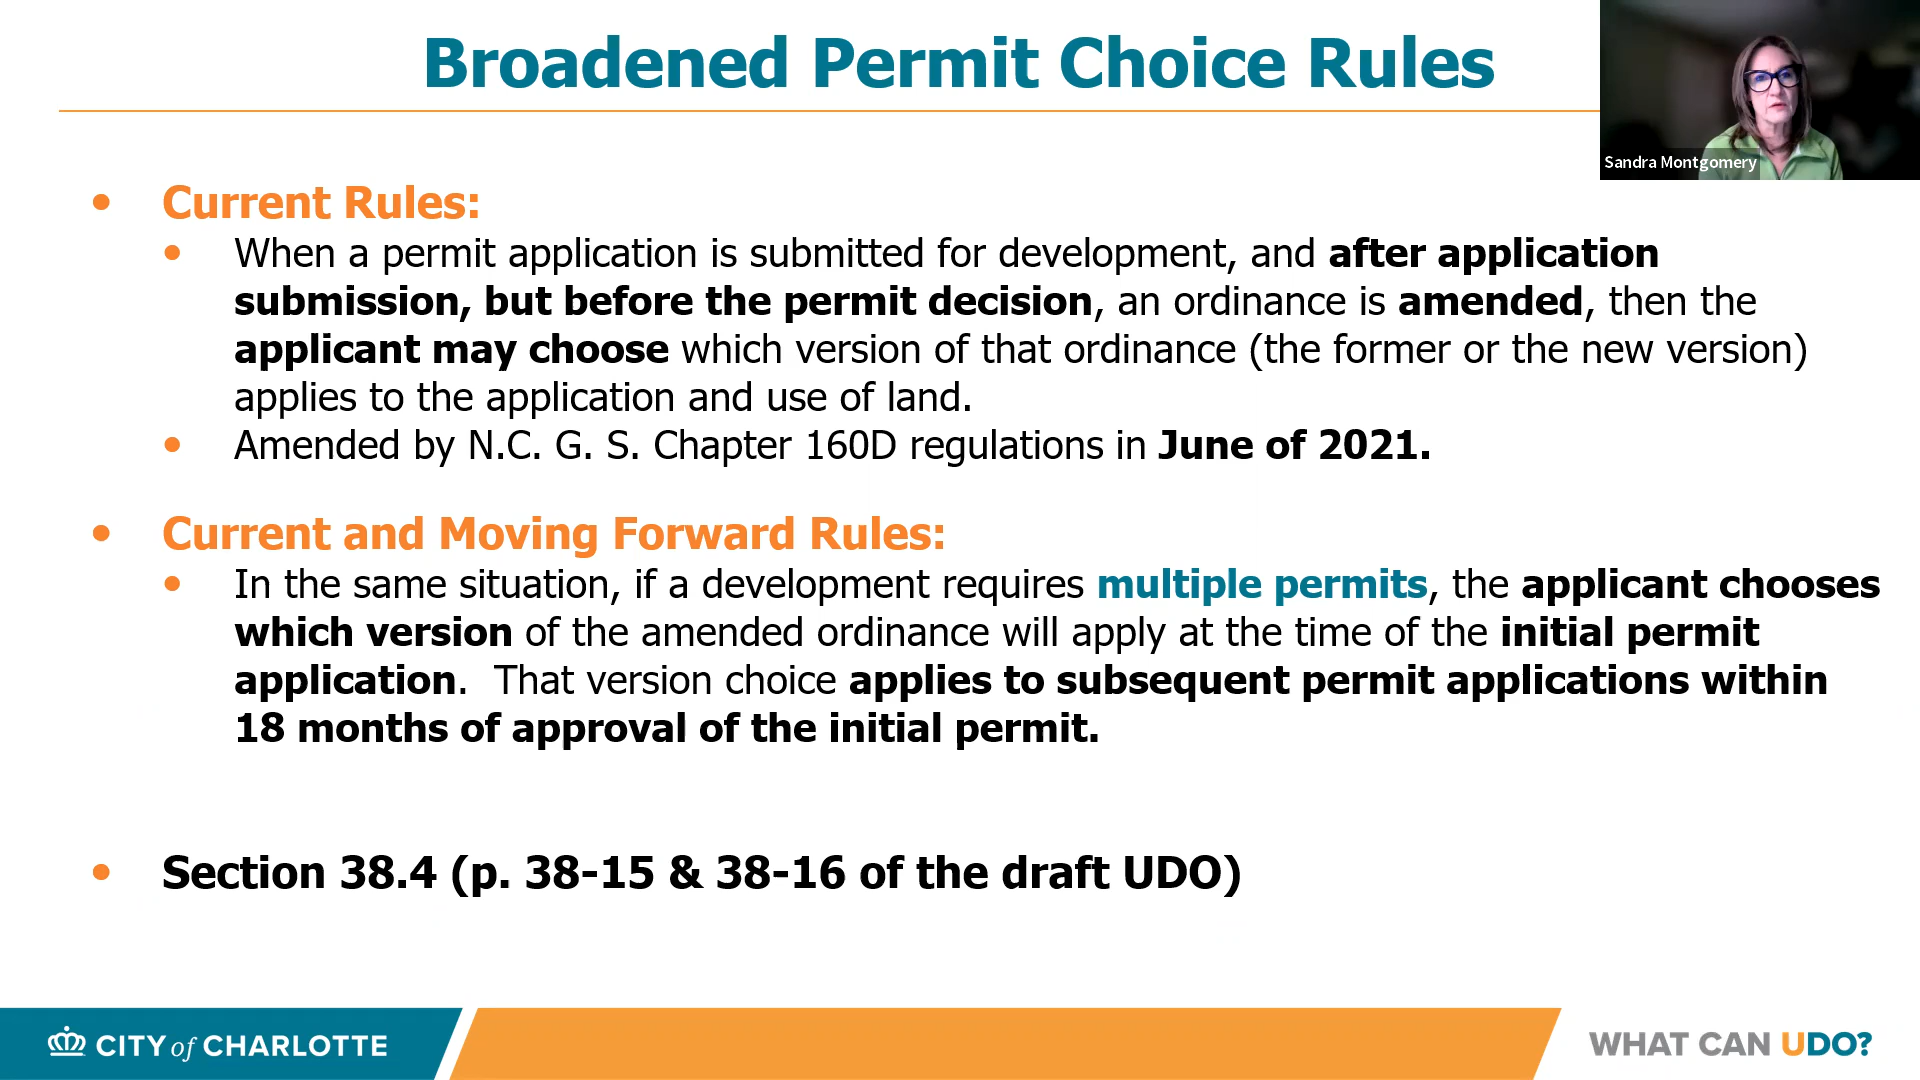 Broadened Permit Choice Rules
Sandra Montgomery
• Current Rules:
• When a permit application is submitted for development, and after application
submission, but before the permit decision, an ordinance is amended, then the
applicant may choose which version of that ordinance (the former or the new version)
applies to the application and use of land.
• Amended by N.C. G. S. Chapter 160D regulations in June of 2021.
• Current and Moving Forward Rules:
• In the same situation, if a development requires multiple permits, the applicant chooses
which version of the amended ordinance will apply at the time of the initial permit
application.  That version choice applies to subsequent permit applications within
18 months of approval of the initial permit.
• Section 38.4 (p. 38-15 & 38-16 of the draft UDO)
CITY of CHARLOTTE
WHAT CAN UDO?